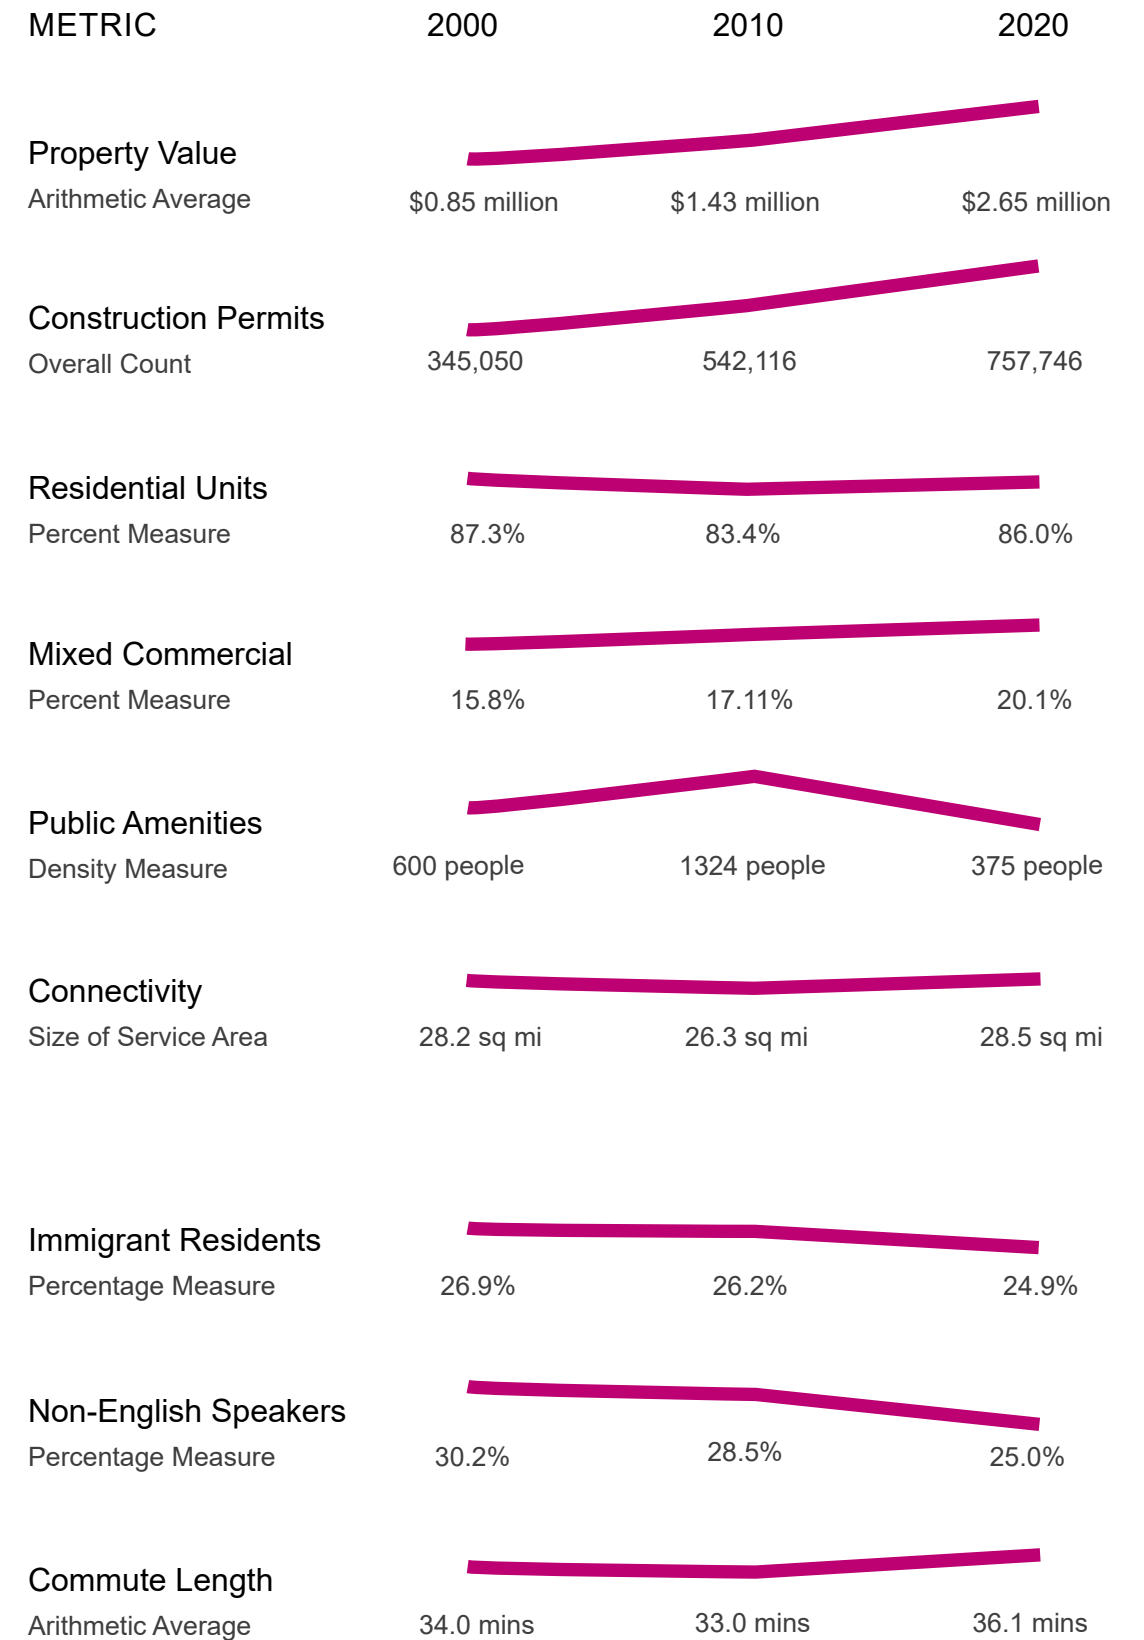 METRIC 2000 2010 2020
Property Value
Arithmetic Average $0.85 million $1.43 million $2.65 million
Construction Permits
Overall Count 345,050 542,116 757,746
Residential Units
Percent Measure 87.3% 83.4% 86.0%
Mixed Commercial
Percent Measure 15.8% 17.11% 20.1%
Public Amenities
Density Measure 600 people 1324 people 375 people
Connectivity
Size of Service Area 28.2 sq mi 26.3 sq mi 28.5 sq mi
Immigrant Residents
Percentage Measure 26.9% 26.2% 24.9%
Non-English Speakers
Percentage Measure 30.2% 28.5% 25.0%
Commute Length
Arithmetic Average 34.0 mins 33.0 mins 36.1 mins